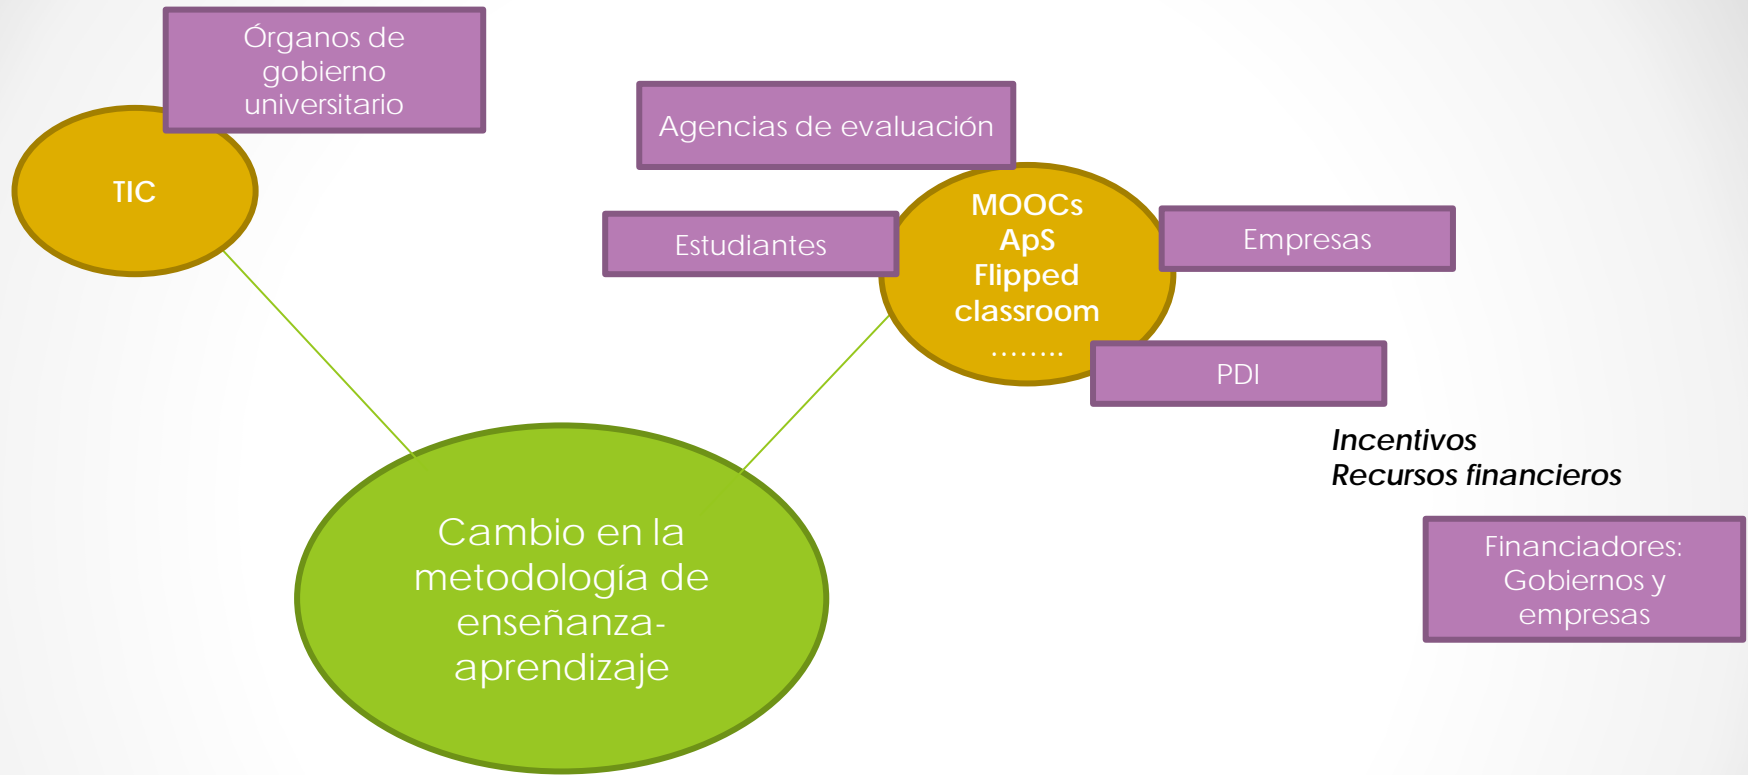 Órganos de
gobierno
universitario
TIC
Agencias de evaluación
Estudiantes
MOOCs
ApS
Flipped
classroom
……..
Empresas
PDI
Incentivos
Recursos financieros
Cambio en la
metodología de
enseñanza-
aprendizaje
Financiadores:
Gobiernos y
empresas